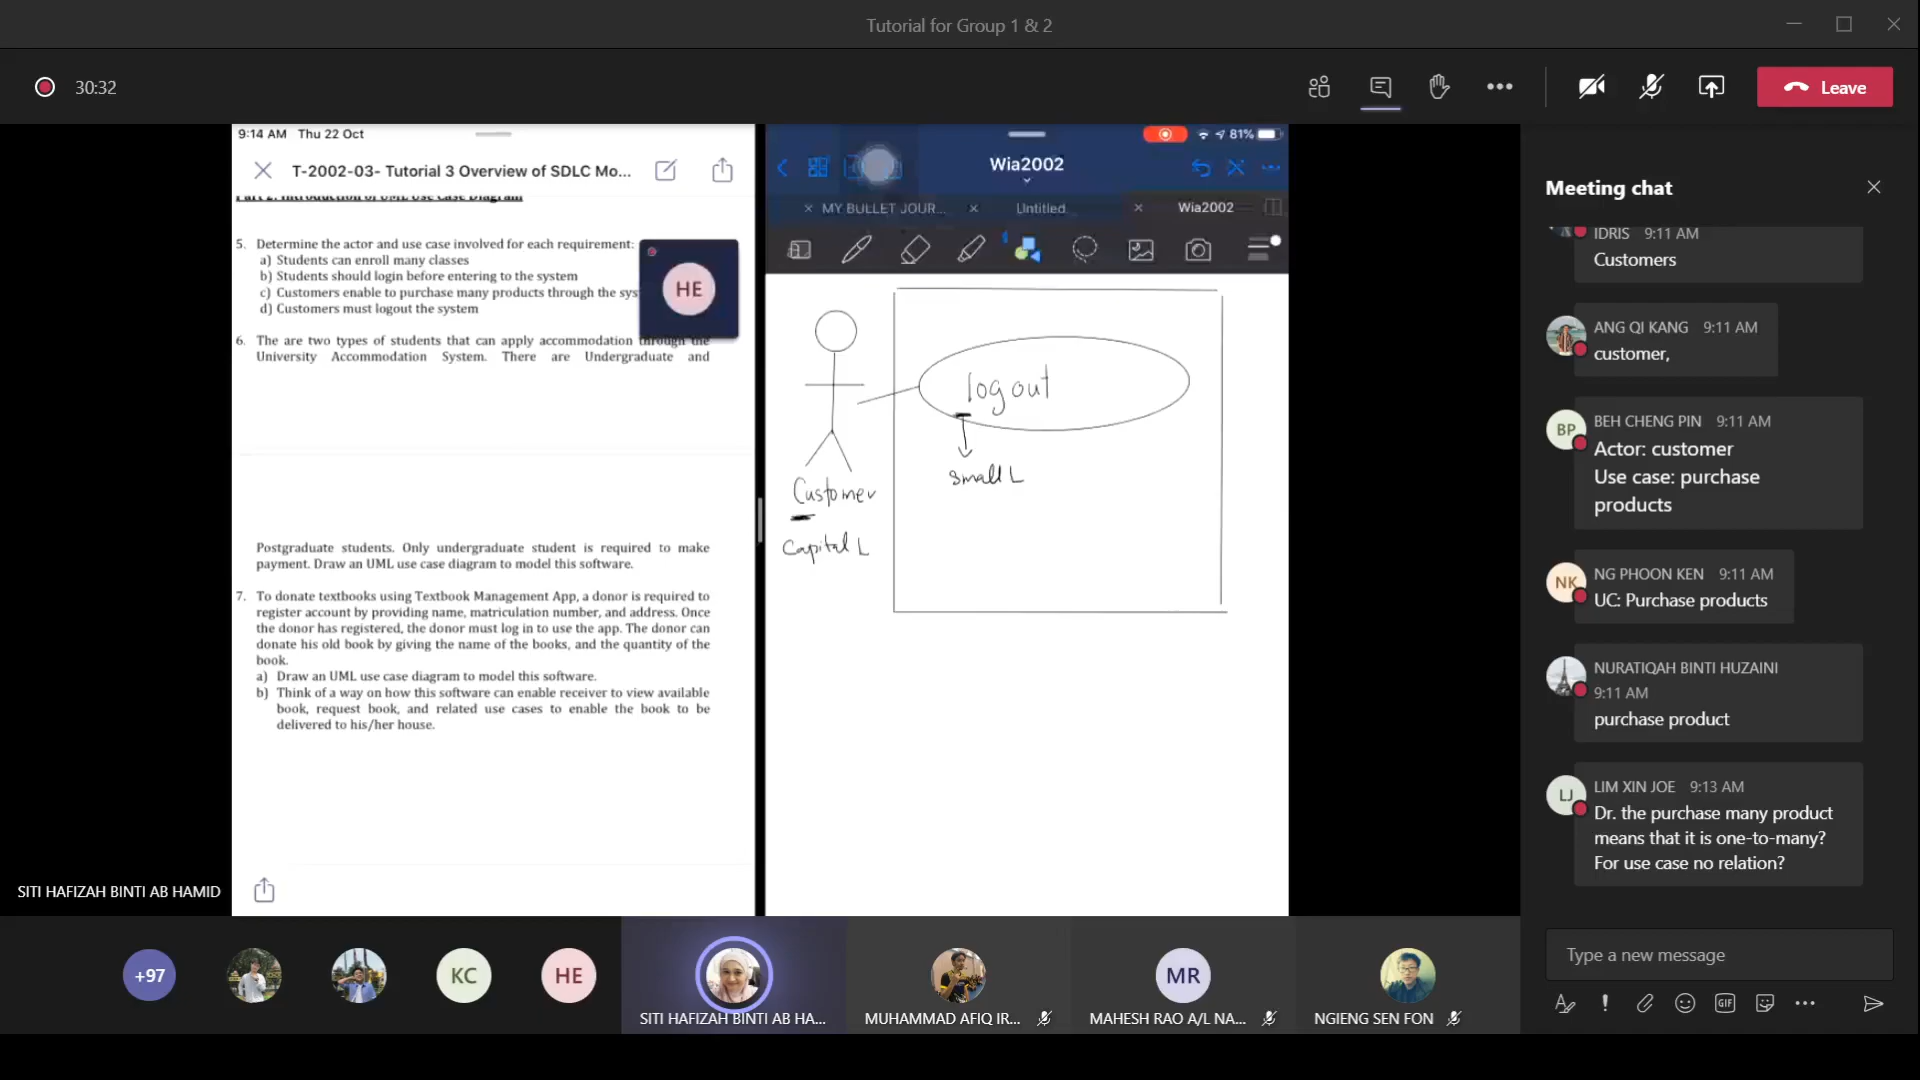 Tutorial for Group 1 & 2
30:32
Leave
9:14 AM Thu 22 Oct
T-2002-03- Tutorial 3 Overview of SDLC Mo...
Part 2: Introduction of UML Use Case Diagram
5. Determine the actor and use case involved for each requirement:
a) Students can enroll many classes
b) Students should login before entering to the system
c) Customers enable to purchase many products through the sys
d) Customers must logout the system
HE
6. The are two types of students that can apply accommodation through the
University Accommodation System. There are Undergraduate and
Postgraduate students. Only undergraduate student is required to make
payment. Draw an UML use case diagram to model this software.
7. To donate textbooks using Textbook Management App, a donor is required to
register account by providing name, matriculation number, and address. Once
the donor has registered, the donor must log in to use the app. The donor can
donate his old book by giving the name of the books, and the quantity of the
book.
a) Draw an UML use case diagram to model this software.
b) Think of a way on how this software can enable receiver to view available
book, request book, and related use cases to enable the book to be
delivered to his/her house.
SITI HAFIZAH BINTI AB HAMID
81%
Wia2002
MY BULLET JOUR...
Untitled
Wia2002
log out
small L
Customer
Capital L
Meeting chat
IDRIS 9:11 AM
Customers
ANG QI KANG 9:11 AM
customer,
BP
BEH CHENG PIN 9:11 AM
Actor: customer
Use case: purchase
products
NK
NG PHOON KEN 9:11 AM
UC: Purchase products
NURATIQAH BINTI HUZAINI
9:11 AM
purchase product
LJ
LIM XIN JOE 9:13 AM
Dr. the purchase many product
means that it is one-to-many?
For use case no relation?
Type a new message
GIF
+97
KC
HE
SITI HAFIZAH BINTI AB HA...
MUHAMMAD AFIQ IR...
MR
MAHESH RAO A/L NA...
NGIENG SEN FON